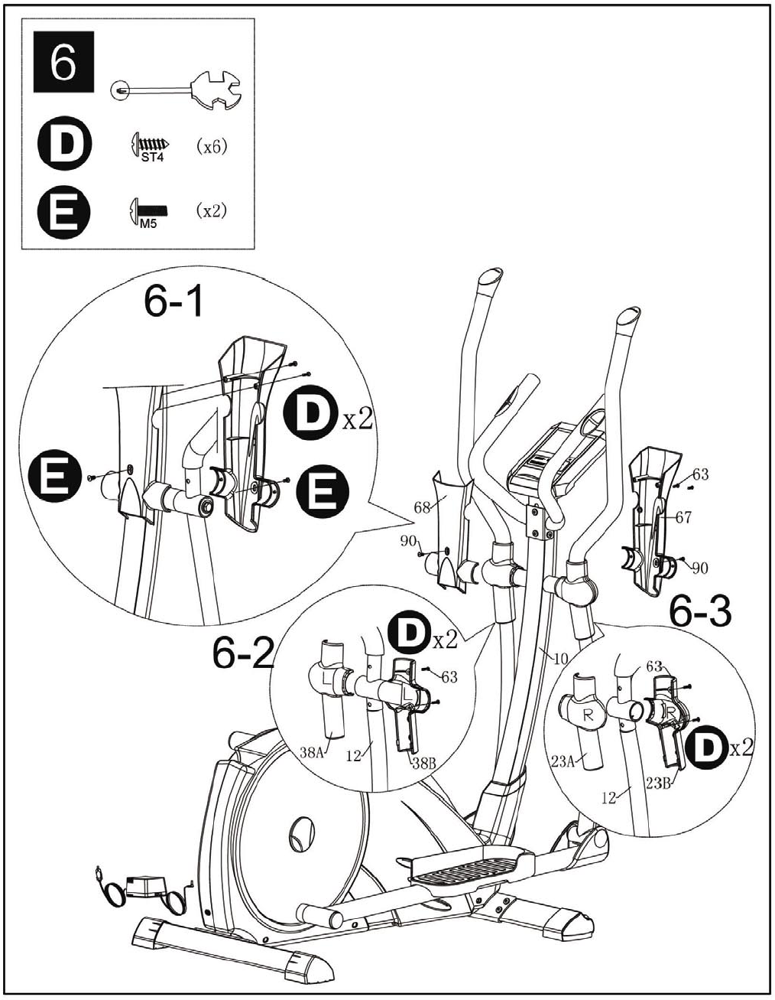 6
D ST4 (x6)
E M5 (x2)
6-1
D x2
E
E
68
90
63
67
90
10
6-2
D x2
63
38A
12
38B
6-3
63
D x2
23A
12
23B
L
L
R
R